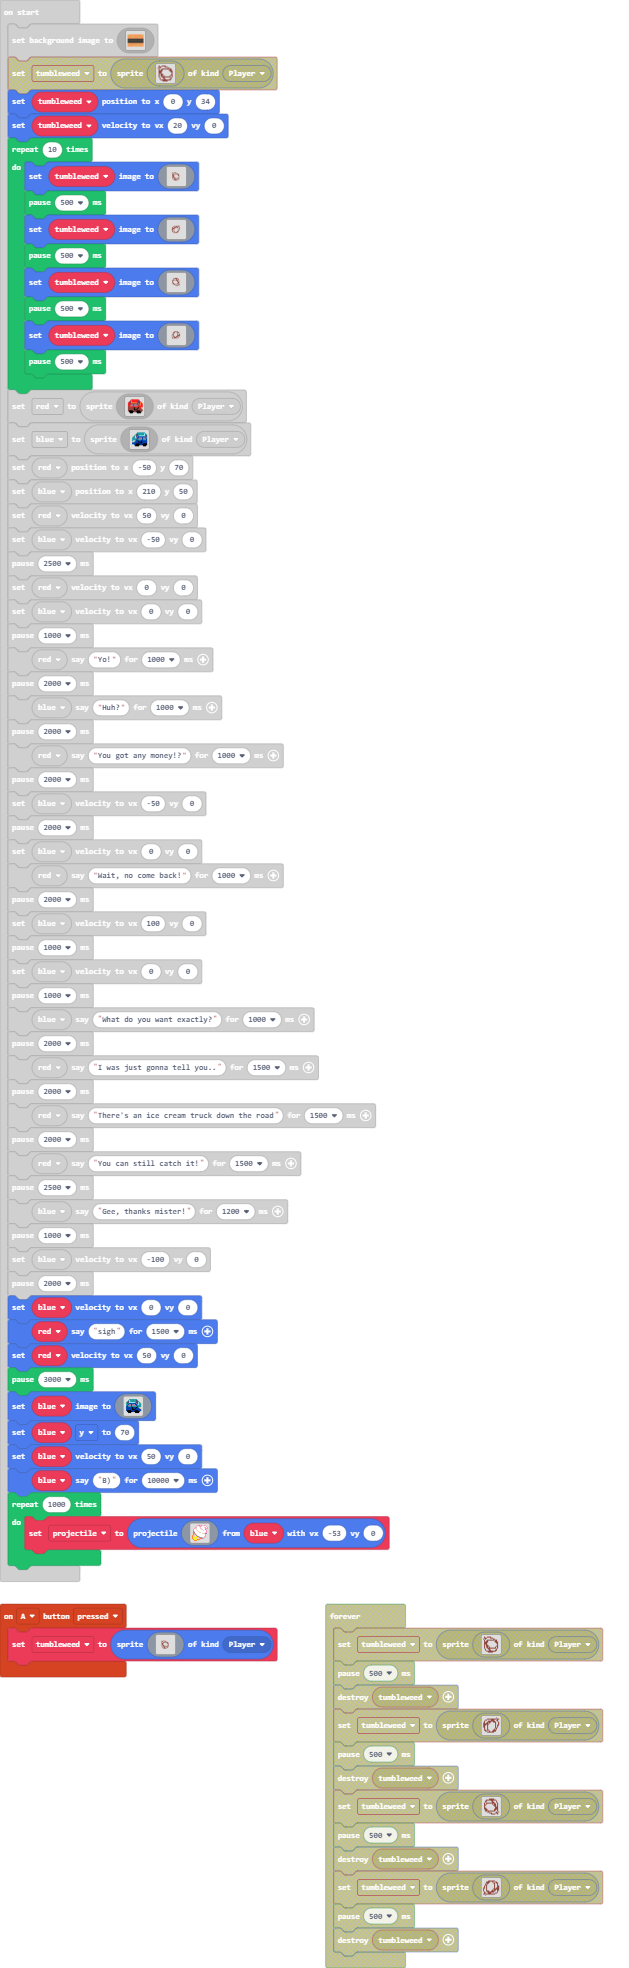 on start
set background image to
set tumbleweed to sprite of kind Player
set tumbleweed position to x 0 y 34
set tumbleweed velocity to vx 20 vy 0
repeat 10 times
do
set tumbleweed image to
pause 500 ms
set tumbleweed image to
pause 500 ms
set tumbleweed image to
pause 500 ms
set tumbleweed image to
pause 500 ms
set red to sprite of kind Player
set blue to sprite of kind Player
set red position to x -50 y 70
set blue position to x 210 y 50
set red velocity to vx 50 vy 0
set blue velocity to vx -50 vy 0
pause 2500 ms
set red velocity to vx 0 vy 0
set blue velocity to vx 0 vy 0
pause 1000 ms
red say "Yo!" for 1000 ms
pause 2000 ms
blue say "Huh?" for 1000 ms
pause 2000 ms
red say "You got any money!?" for 1000 ms
pause 2000 ms
set blue velocity to vx -50 vy 0
pause 2000 ms
set blue velocity to vx 0 vy 0
red say "Wait, no come back!" for 1000 ms
pause 2000 ms
set blue velocity to vx 100 vy 0
pause 1000 ms
set blue velocity to vx 0 vy 0
pause 1000 ms
blue say "What do you want exactly?" for 1000 ms
pause 2000 ms
red say "I was just gonna tell you.." for 1500 ms
pause 2000 ms
red say "There's an ice cream truck down the road" for 1500 ms
pause 2000 ms
red say "You can still catch it!" for 1500 ms
pause 2500 ms
blue say "Gee, thanks mister!" for 1200 ms
pause 1000 ms
set blue velocity to vx -100 vy 0
pause 2000 ms
set blue velocity to vx 0 vy 0
red say "sigh" for 1500 ms
set red velocity to vx 50 vy 0
pause 3000 ms
set blue image to
set blue y to 70
set blue velocity to vx 50 vy 0
blue say "B)" for 10000 ms
repeat 1000 times
do
set projectile to projectile from blue with vx -53 vy 0
on A button pressed
set tumbleweed to sprite of kind Player
forever
set tumbleweed to sprite of kind Player
pause 500 ms
destroy tumbleweed
set tumbleweed to sprite of kind Player
pause 500 ms
destroy tumbleweed
set tumbleweed to sprite of kind Player
pause 500 ms
destroy tumbleweed
set tumbleweed to sprite of kind Player
pause 500 ms
destroy tumbleweed